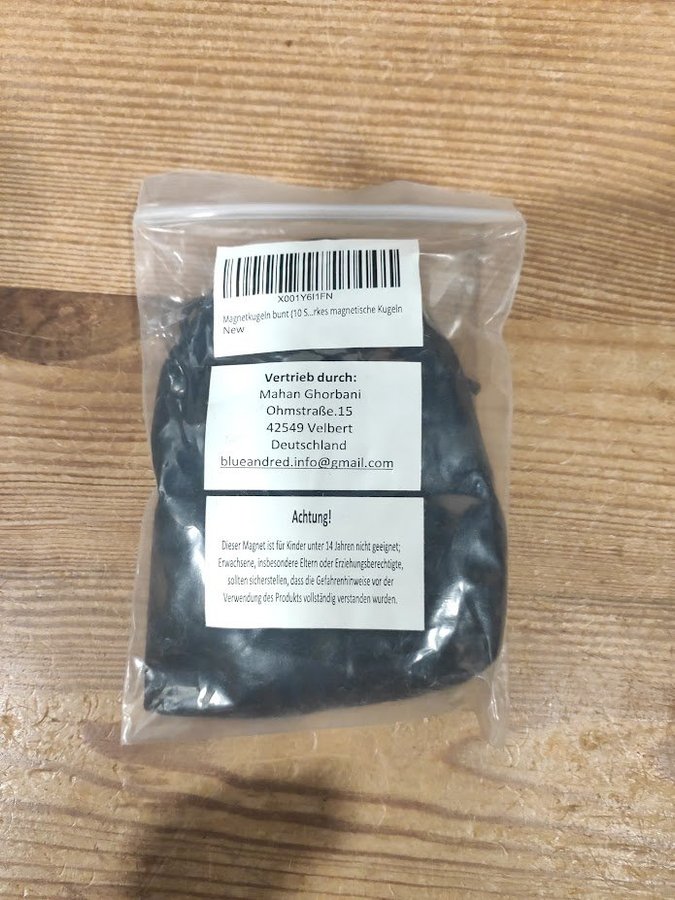 X001Y6I1FN
Magnetkugeln bunt (10 S...rkes magnetische Kugeln
New
Vertrieb durch:
Mahan Ghorbani
Ohmstraße.15
42549 Velbert
Deutschland
blueandred.info@gmail.com
Achtung!
Dieser Magnet ist für Kinder unter 14 Jahren nicht geeignet;
Erwachsene, insbesondere Eltern oder Erziehungsberechtigte,
sollten sicherstellen, dass die Gefahrenhinweise vor der
Verwendung des Produkts vollständig verstanden wurden.